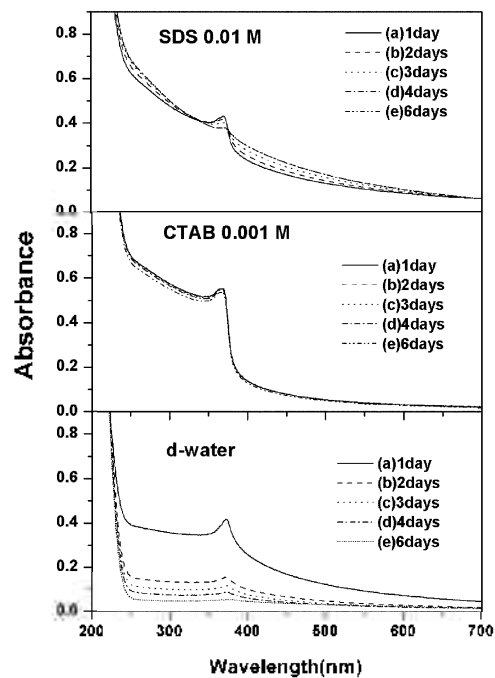 0.8
0.6
0.4
0.2
0.0
SDS 0.01 M
(a)1day
(b)2days
(c)3days
(d)4days
(e)6days
0.8
0.6
0.4
0.2
0.0
CTAB 0.001 M
(a)1day
(b)2days
(c)3days
(d)4days
(e)6days
0.8
0.6
0.4
0.2
0.0
d-water
(a)1day
(b)2days
(c)3days
(d)4days
(e)6days
200 300 400 500 600 700
Absorbance
Wavelength(nm)